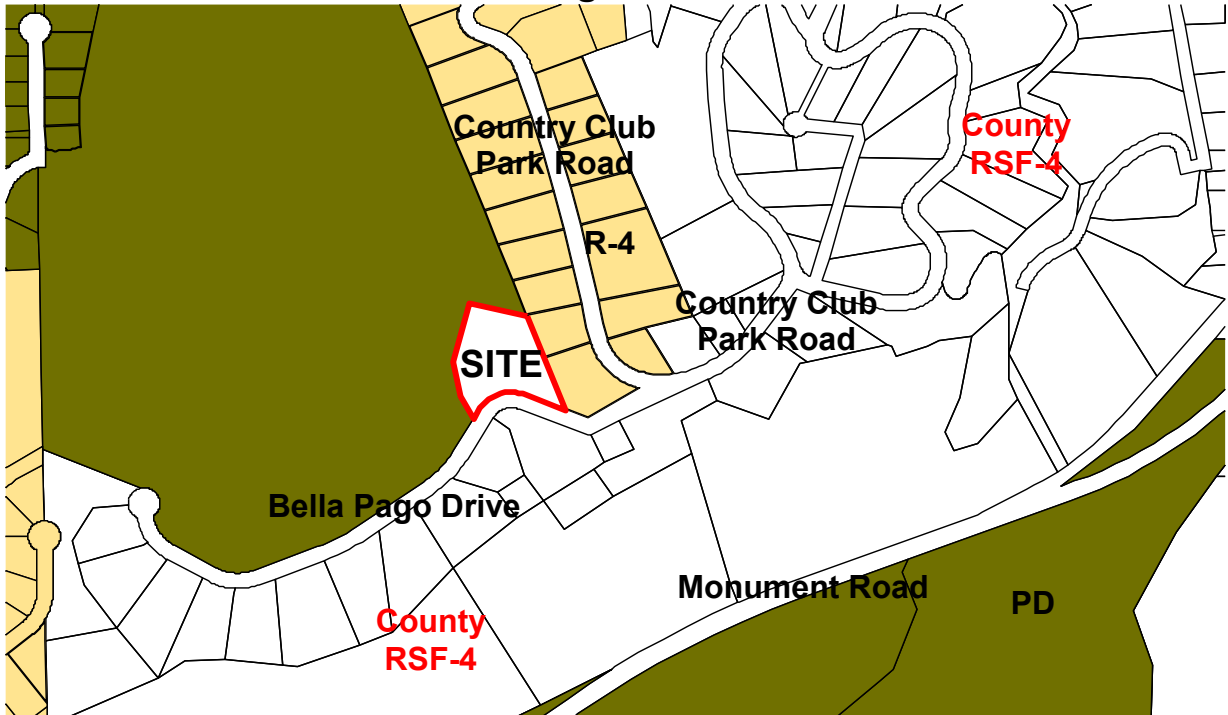 Country Club
Park Road
County
RSF-4
R-4
Country Club
Park Road
SITE
Bella Pago Drive
Monument Road
PD
County
RSF-4